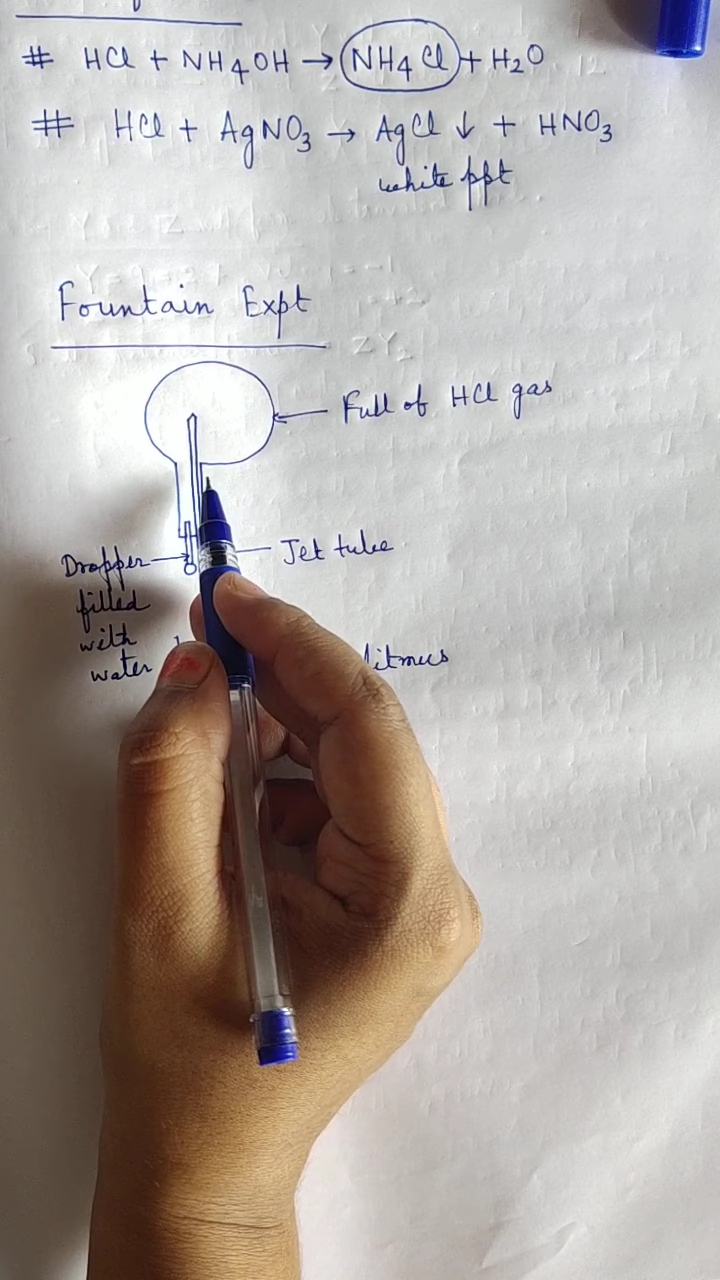 # HCl + NH4OH → NH4Cl + H2O
# HCl + AgNO3 → AgCl ↓ + HNO3
white ppt
Fountain Expt
Full of HCl gas
Jet tube
Dropper
filled
with
water
litmus